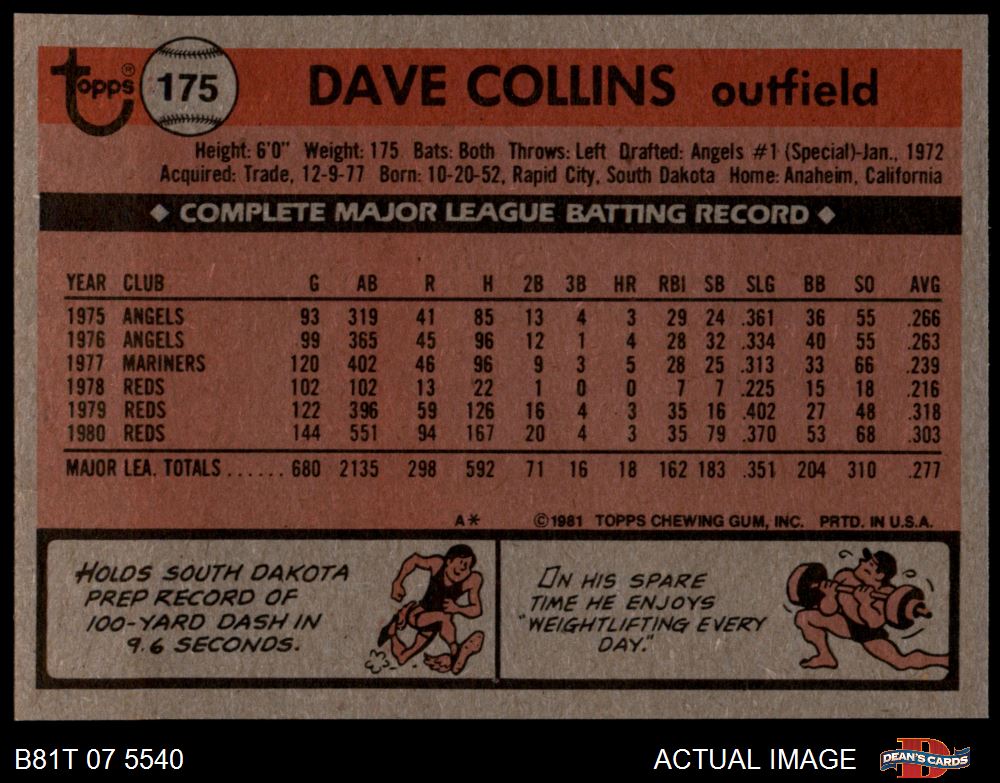 topps® 175 DAVE COLLINS outfield
Height: 6'0" Weight: 175 Bats: Both Throws: Left Drafted: Angels #1 (Special)-Jan., 1972
Acquired: Trade, 12-9-77 Born: 10-20-52, Rapid City, South Dakota Home: Anaheim, California
◆ COMPLETE MAJOR LEAGUE BATTING RECORD ◆
YEAR CLUB G AB R H 2B 3B HR RBI SB SLG BB SO AVG
1975 ANGELS 93 319 41 85 13 4 3 29 24 .361 36 55 .266
1976 ANGELS 99 365 45 96 12 1 4 28 32 .334 40 55 .263
1977 MARINERS 120 402 46 96 9 3 5 28 25 .313 33 66 .239
1978 REDS 102 102 13 22 1 0 0 7 7 .225 15 18 .216
1979 REDS 122 396 59 126 16 4 3 35 16 .402 27 48 .318
1980 REDS 144 551 94 167 20 4 3 35 79 .370 53 68 .303
MAJOR LEA. TOTALS...... 680 2135 298 592 71 16 18 162 183 .351 204 310 .277
A* ©1981 TOPPS CHEWING GUM, INC. PRTD. IN U.S.A.
HOLDS SOUTH DAKOTA
PREP RECORD OF
100-YARD DASH IN
9.6 SECONDS.
IN HIS SPARE
TIME HE ENJOYS
"WEIGHTLIFTING EVERY
DAY."
B81T 07 5540 ACTUAL IMAGE DEAN'S CARDS